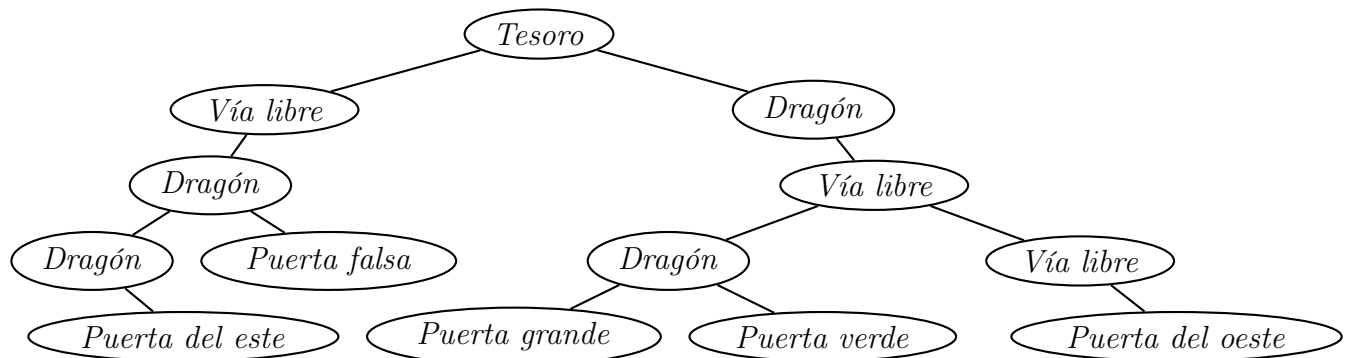 Tesoro
Vía libre Dragón
Dragón Vía libre
Dragón Puerta falsa Dragón Vía libre
Puerta del este Puerta grande Puerta verde Puerta del oeste